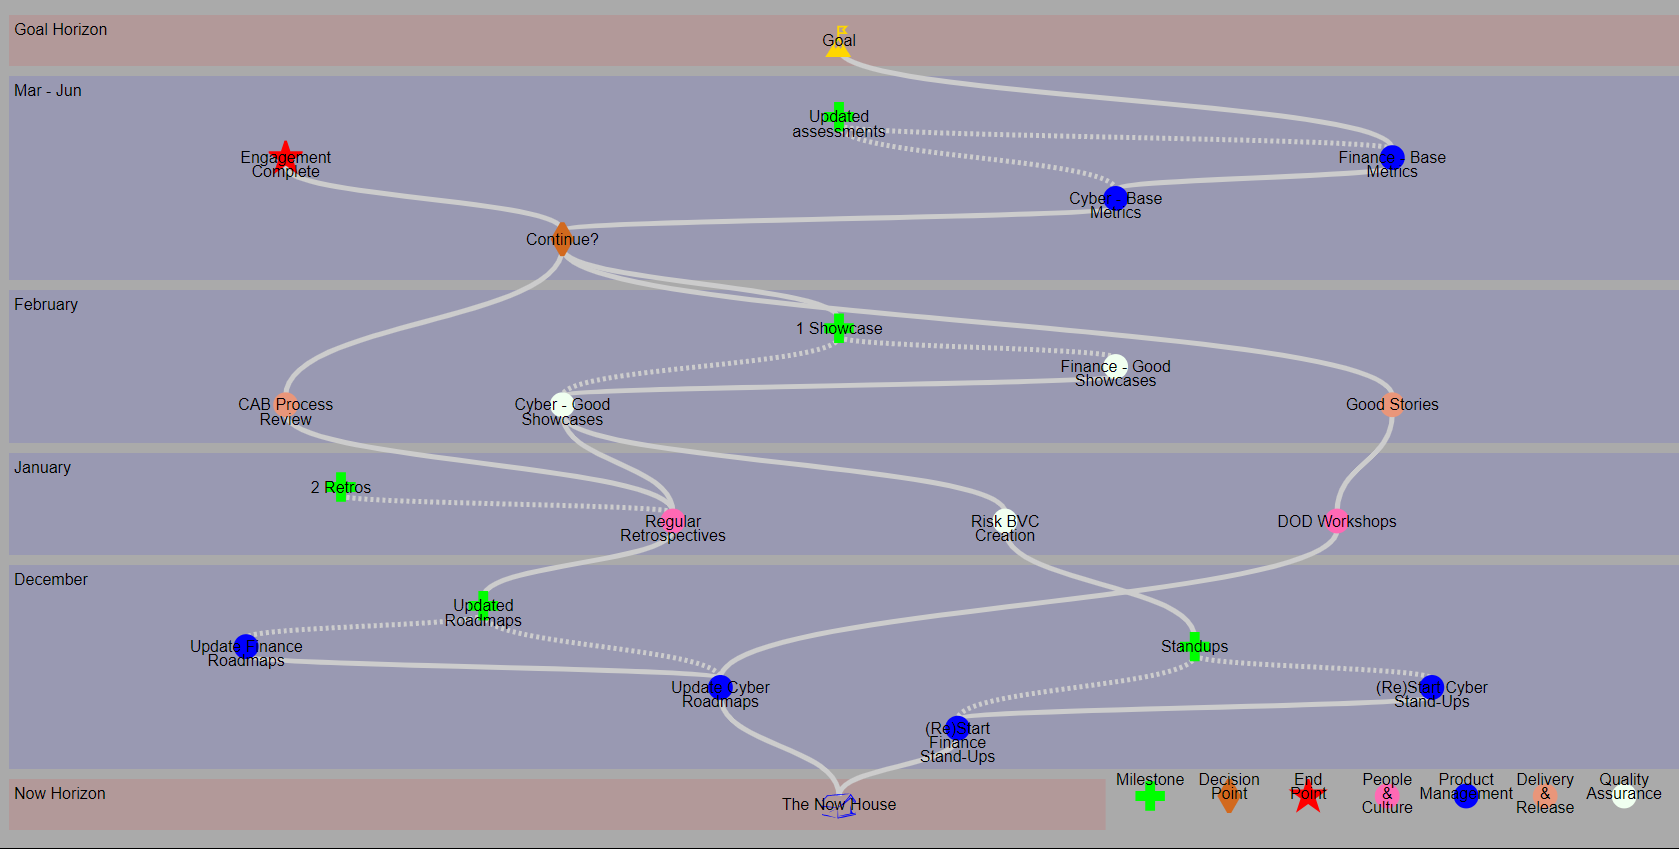 Goal Horizon
Goal
Mar - Jun
Updated
assessments
Engagement
Complete
Finance - Base
Metrics
Cyber - Base
Metrics
Continue?
February
1 Showcase
Finance - Good
Showcases
CAB Process
Review
Cyber - Good
Showcases
Good Stories
January
2 Retros
Regular
Retrospectives
Risk BVC
Creation
DOD Workshops
December
Updated
Roadmaps
Update Finance
Roadmaps
Standups
Update Cyber
Roadmaps
(Re)Start Cyber
Stand-Ups
(Re)Start
Finance
Stand-Ups
Now Horizon
The Now House
Milestone
Decision
Point
End
Point
People
&
Culture
Product
Management
Delivery
&
Release
Quality
Assurance